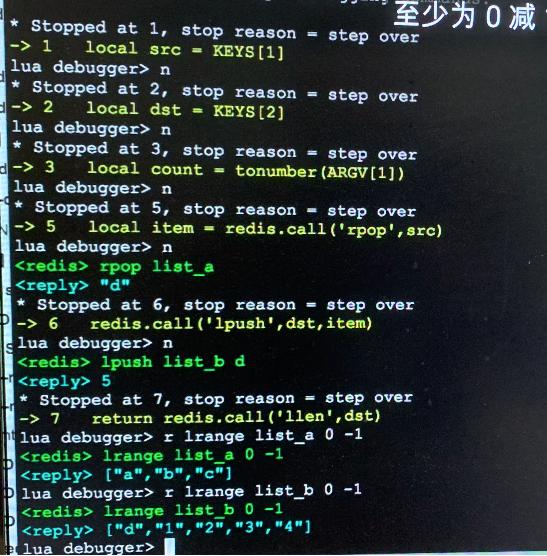 至少为 0 减
* Stopped at 1, stop reason = step over
-> 1   local src = KEYS[1]
lua debugger> n
* Stopped at 2, stop reason = step over
-> 2   local dst = KEYS[2]
lua debugger> n
* Stopped at 3, stop reason = step over
-> 3   local count = tonumber(ARGV[1])
lua debugger> n
* Stopped at 5, stop reason = step over
-> 5   local item = redis.call('rpop',src)
lua debugger> n
<redis> rpop list_a
<reply> "d"
* Stopped at 6, stop reason = step over
-> 6   redis.call('lpush',dst,item)
lua debugger> n
<redis> lpush list_b d
<reply> 5
* Stopped at 7, stop reason = step over
-> 7   return redis.call('llen',dst)
lua debugger> r lrange list_a 0 -1
<redis> lrange list_a 0 -1
<reply> ["a","b","c"]
lua debugger> r lrange list_b 0 -1
<redis> lrange list_b 0 -1
<reply> ["d","1","2","3","4"]
lua debugger>